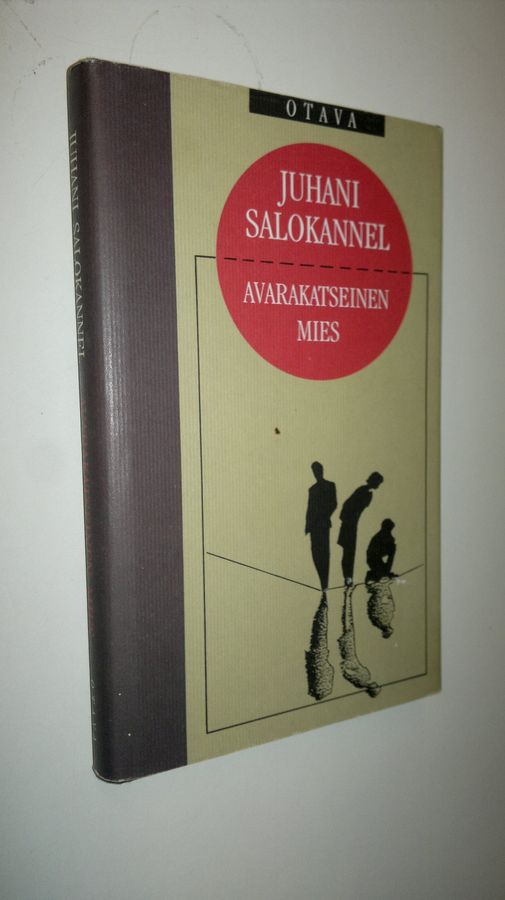 OTAVA
JUHANI
SALOKANNEL
AVARAKATSEINEN
MIES
JUHANI SALOKANNEL